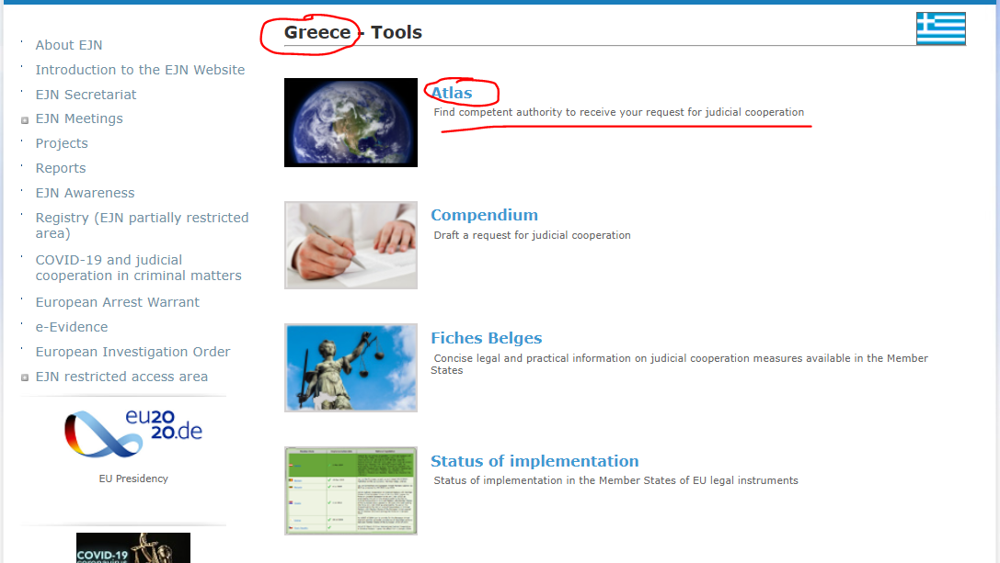 Greece - Tools
About EJN
Introduction to the EJN Website
EJN Secretariat
EJN Meetings
Projects
Reports
EJN Awareness
Registry (EJN partially restricted
area)
COVID-19 and judicial
cooperation in criminal matters
European Arrest Warrant
e-Evidence
European Investigation Order
EJN restricted access area
eu20
20.de
EU Presidency
COVID-19
coronavirus
Atlas
Find competent authority to receive your request for judicial cooperation
Compendium
Draft a request for judicial cooperation
Fiches Belges
Concise legal and practical information on judicial cooperation measures available in the Member
States
Status of implementation
Status of implementation in the Member States of EU legal instruments